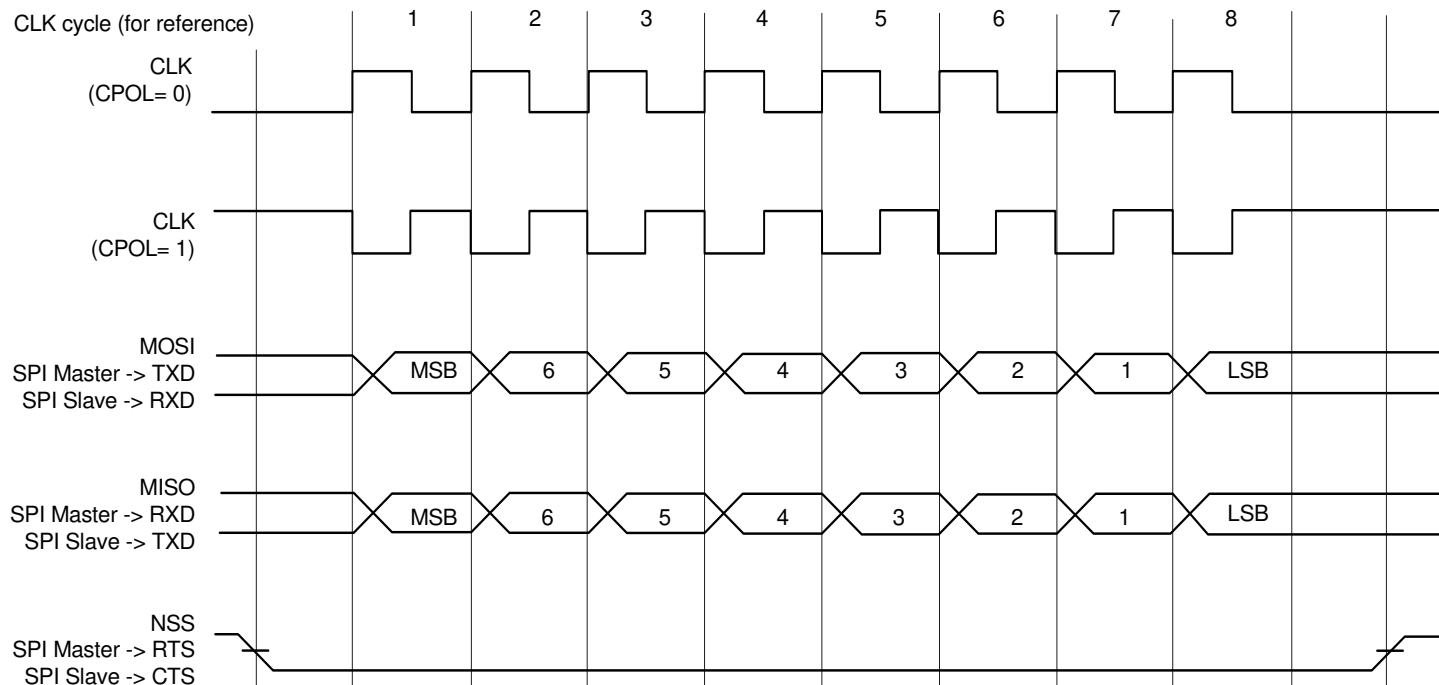 CLK cycle (for reference)
1 2 3 4 5 6 7 8
CLK
(CPOL= 0)
CLK
(CPOL= 1)
MOSI
SPI Master -> TXD
SPI Slave -> RXD
MSB 6 5 4 3 2 1 LSB
MISO
SPI Master -> RXD
SPI Slave -> TXD
MSB 6 5 4 3 2 1 LSB
NSS
SPI Master -> RTS
SPI Slave -> CTS